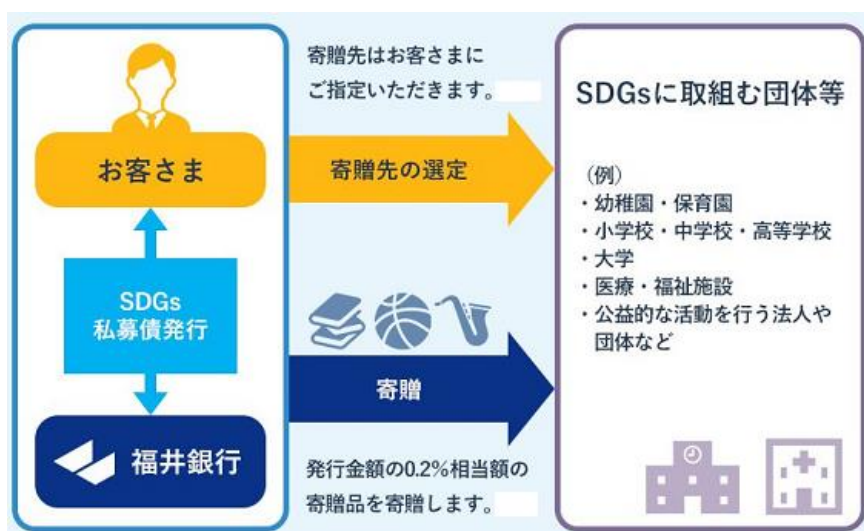 お客さま
SDGs
私募債発行
福井銀行
寄贈先はお客さまに
ご指定いただきます。
寄贈先の選定
寄贈
発行金額の0.2%相当額の
寄贈品を寄贈します。
SDGsに取組む団体等
（例）
・幼稚園・保育園
・小学校・中学校・高等学校
・大学
・医療・福祉施設
・公益的な活動を行う法人や
団体など